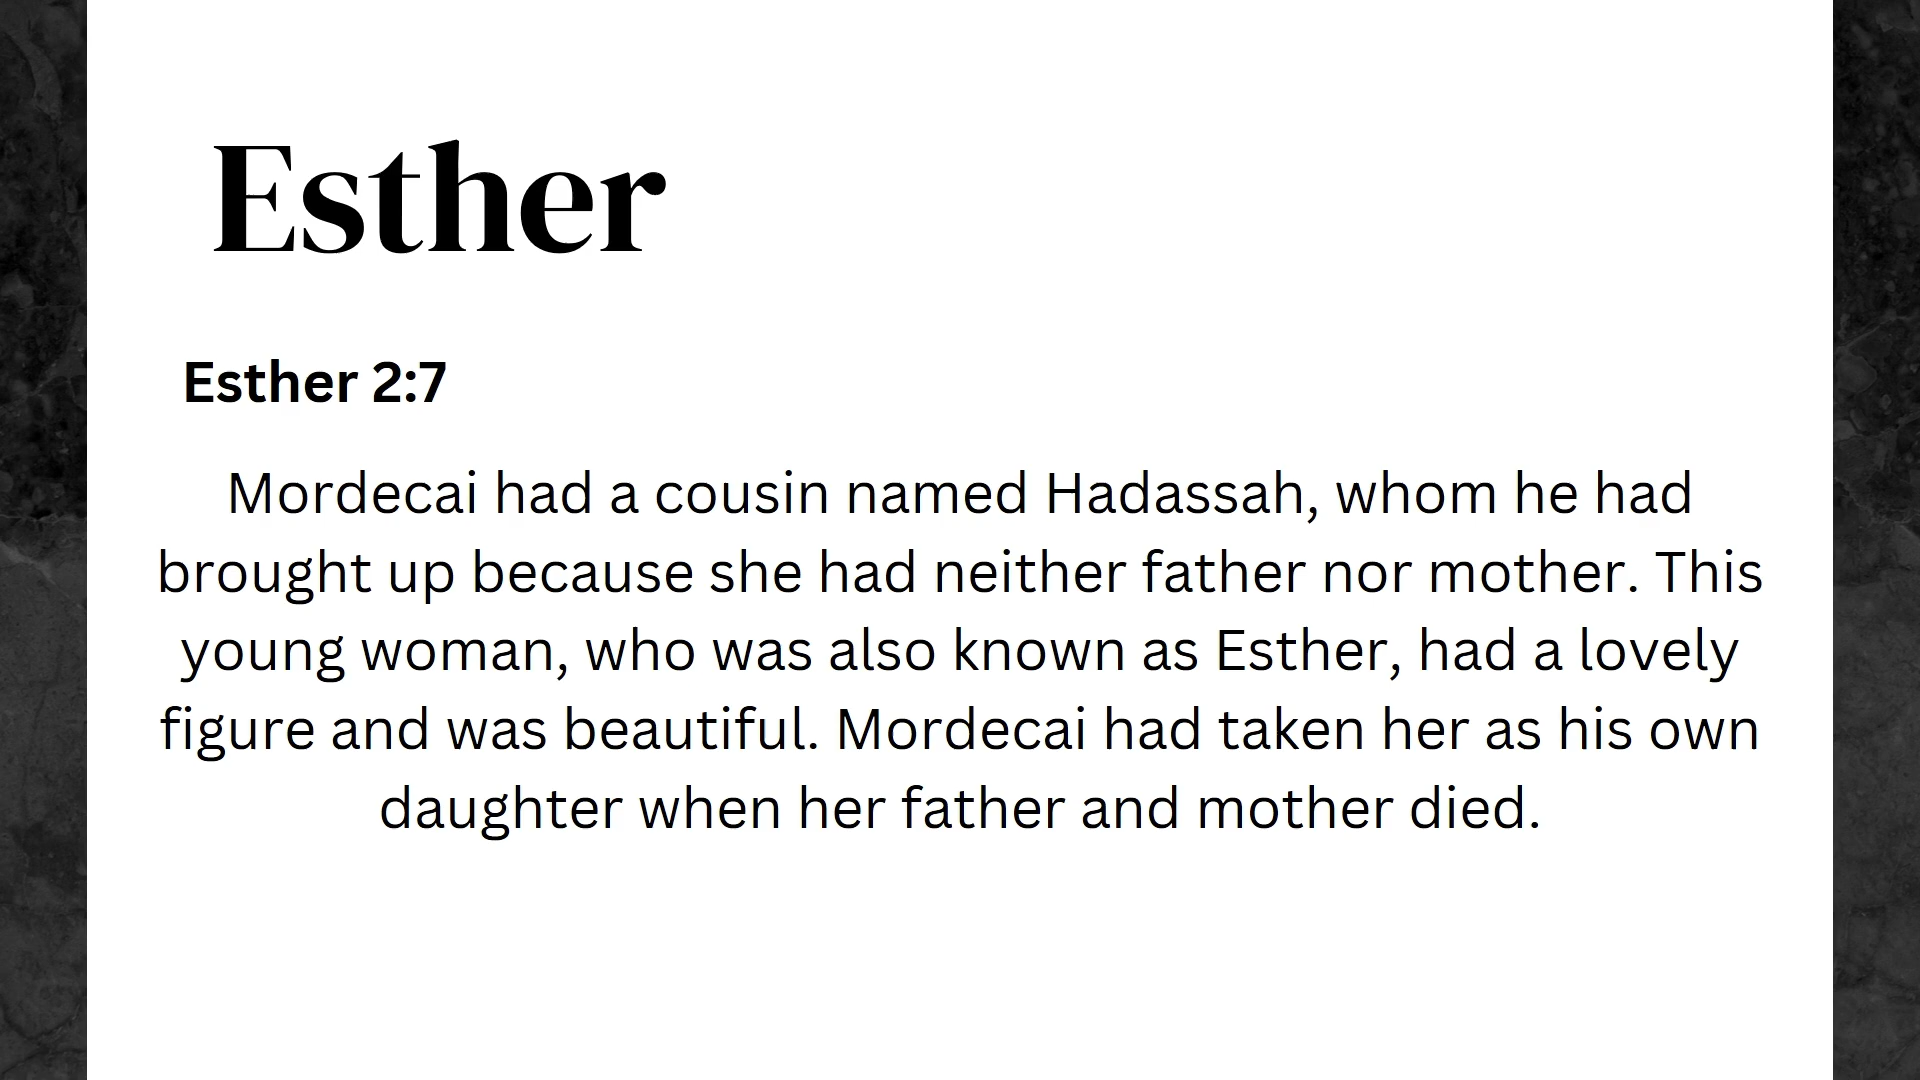 Esther
Esther 2:7
Mordecai had a cousin named Hadassah, whom he had
brought up because she had neither father nor mother. This
young woman, who was also known as Esther, had a lovely
figure and was beautiful. Mordecai had taken her as his own
daughter when her father and mother died.